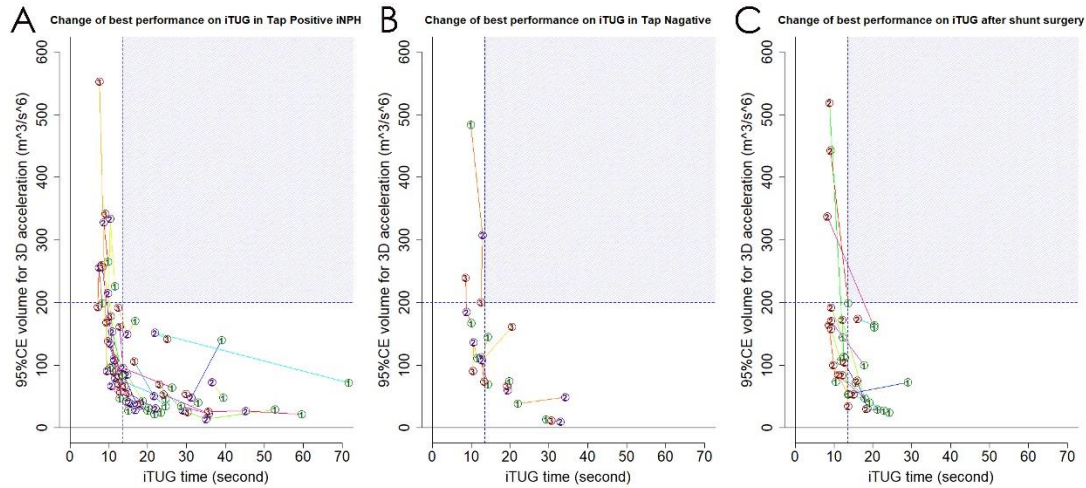 A
B
C
Change of best performance on iTUG in Tap Positive iNPH
Change of best performance on iTUG in Tap Nagative
Change of best performance on iTUG after shunt surgery
95%CE volume for 3D acceleration (m^3/s^6)
600
500
400
300
200
100
0
0 10 20 30 40 50 60 70
iTUG time (second)
95%CE volume for 3D acceleration (m^3/s^6)
600
500
400
300
200
100
0
0 10 20 30 40 50 60 70
iTUG time (second)
95%CE volume for 3D acceleration (m^3/s^6)
600
500
400
300
200
100
0
0 10 20 30 40 50 60 70
iTUG time (second)